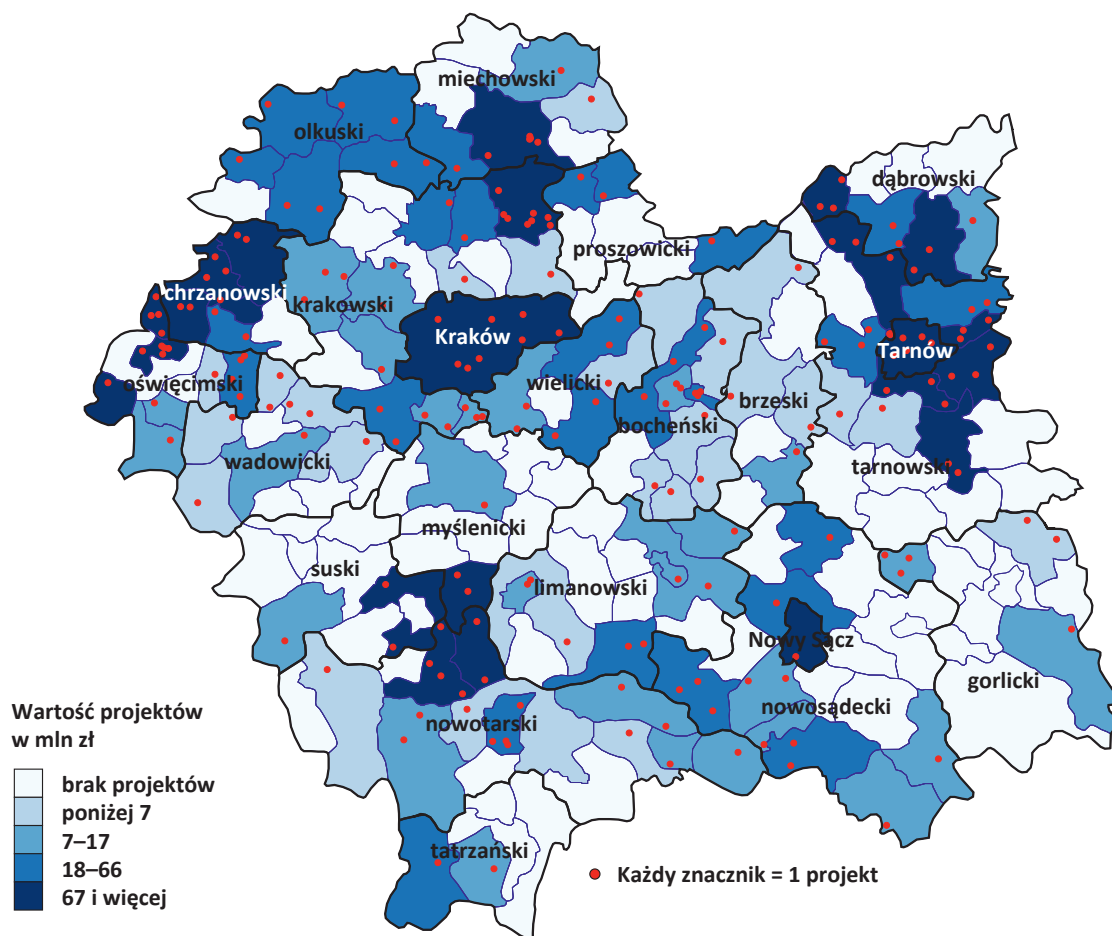 miechowski
olkuski
dąbrowski
proszowicki
chrzanowski
krakowski
Kraków
Tarnów
oświęcimski
wielicki
bocheński
brzeski
wadowicki
tarnowski
myślenicki
suski
limanowski
Nowy Sącz
gorlicki
nowosądecki
nowotarski
tatrzański
Wartość projektów
w mln zł
brak projektów
poniżej 7
7–17
18–66
67 i więcej
Każdy znacznik = 1 projekt